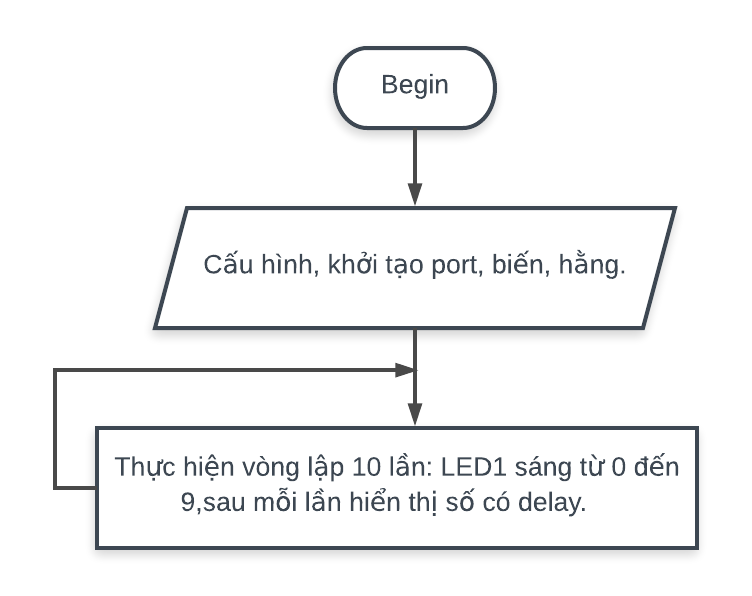 Begin
Cấu hình, khởi tạo port, biến, hằng.
Thực hiện vòng lập 10 lần: LED1 sáng từ 0 đến
9,sau mỗi lần hiển thị số có delay.